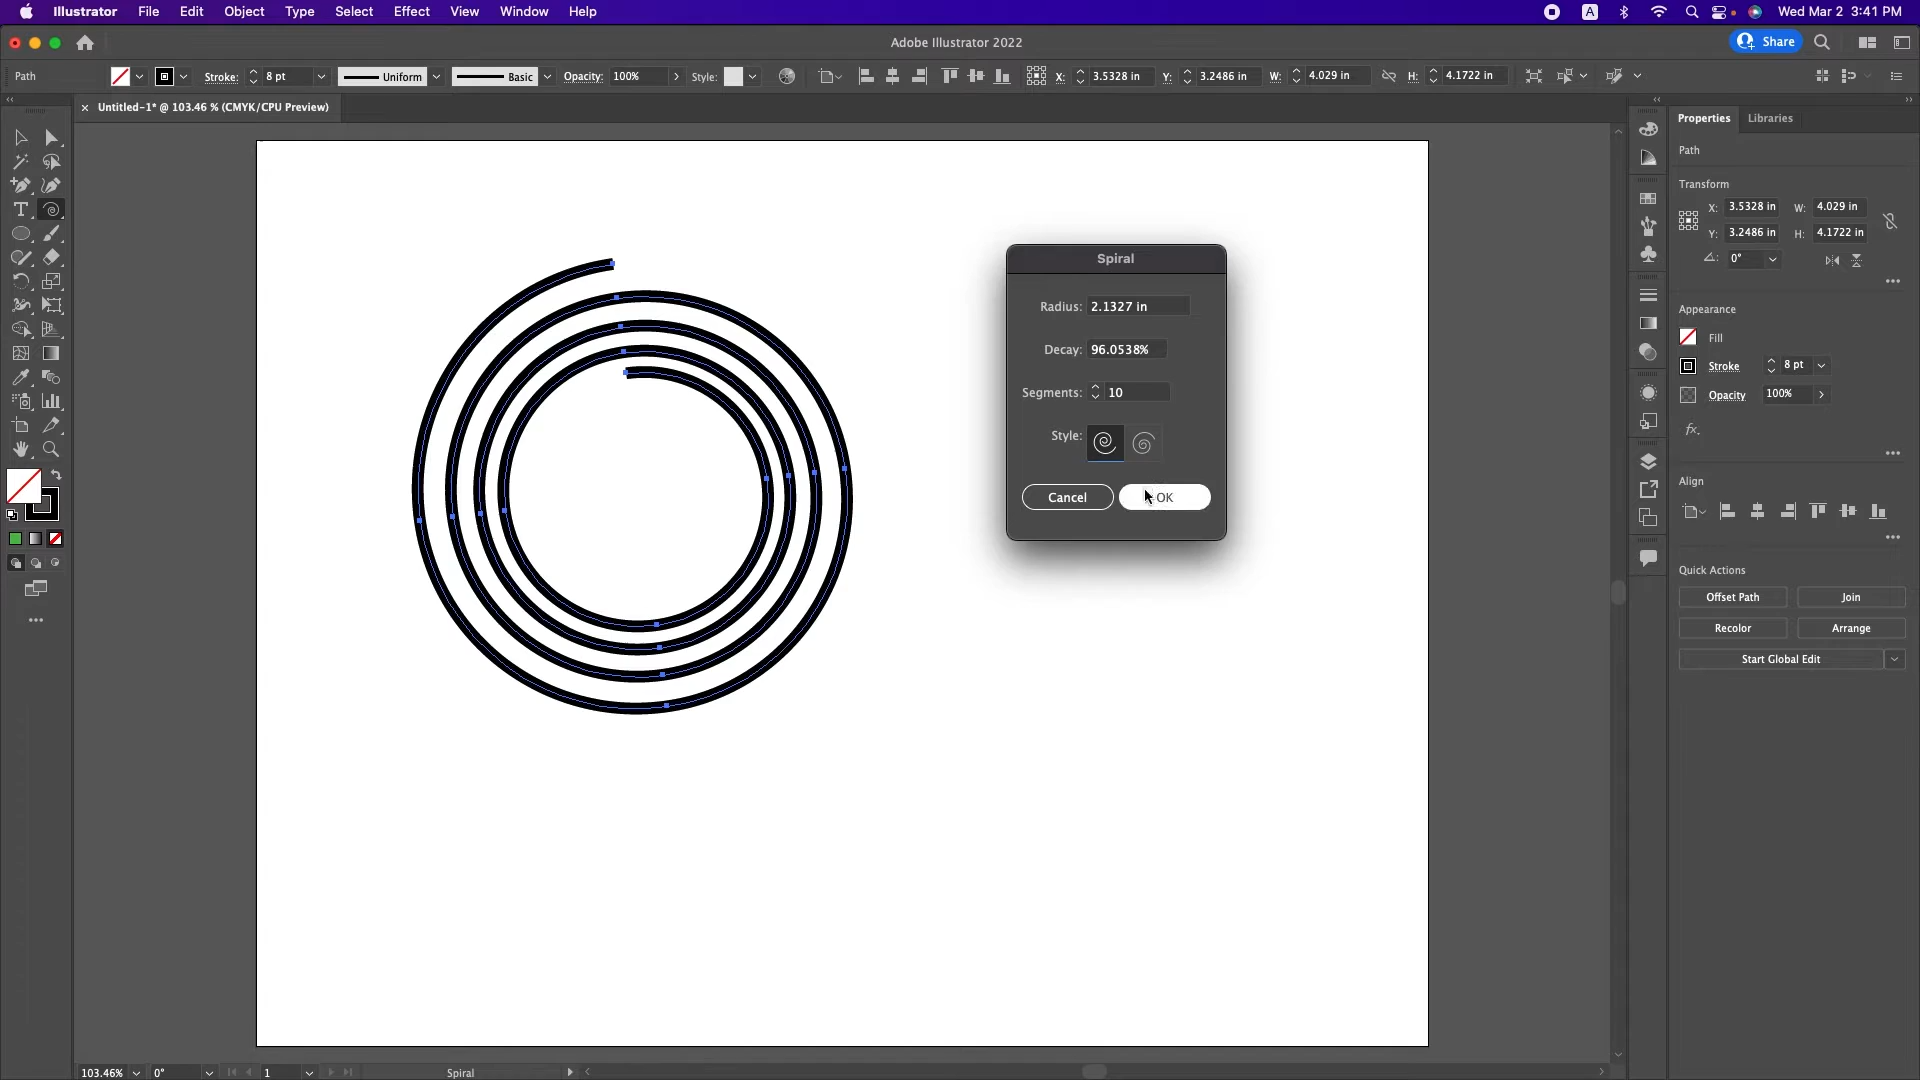 Illustrator File Edit Object Type Select Effect View Window Help A Wed Mar 2 3:41 PM
Adobe Illustrator 2022 Share
Path Stroke: 8 pt Uniform Basic Opacity: 100% Style: X: 3.5328 in Y: 3.2486 in W: 4.029 in H: 4.1722 in
Untitled-1* @ 103.46 % (CMYK/CPU Preview)
Properties Libraries
Path
Transform
X: 3.5328 in W: 4.029 in
Y: 3.2486 in H: 4.1722 in
0°
Appearance
Fill
Stroke 8 pt
Opacity 100%
fx.
Align
Quick Actions
Offset Path Join
Recolor Arrange
Start Global Edit
Spiral
Radius: 2.1327 in
Decay: 96.0538%
Segments: 10
Style:
Cancel OK
T
103.46% 0° 1 Spiral